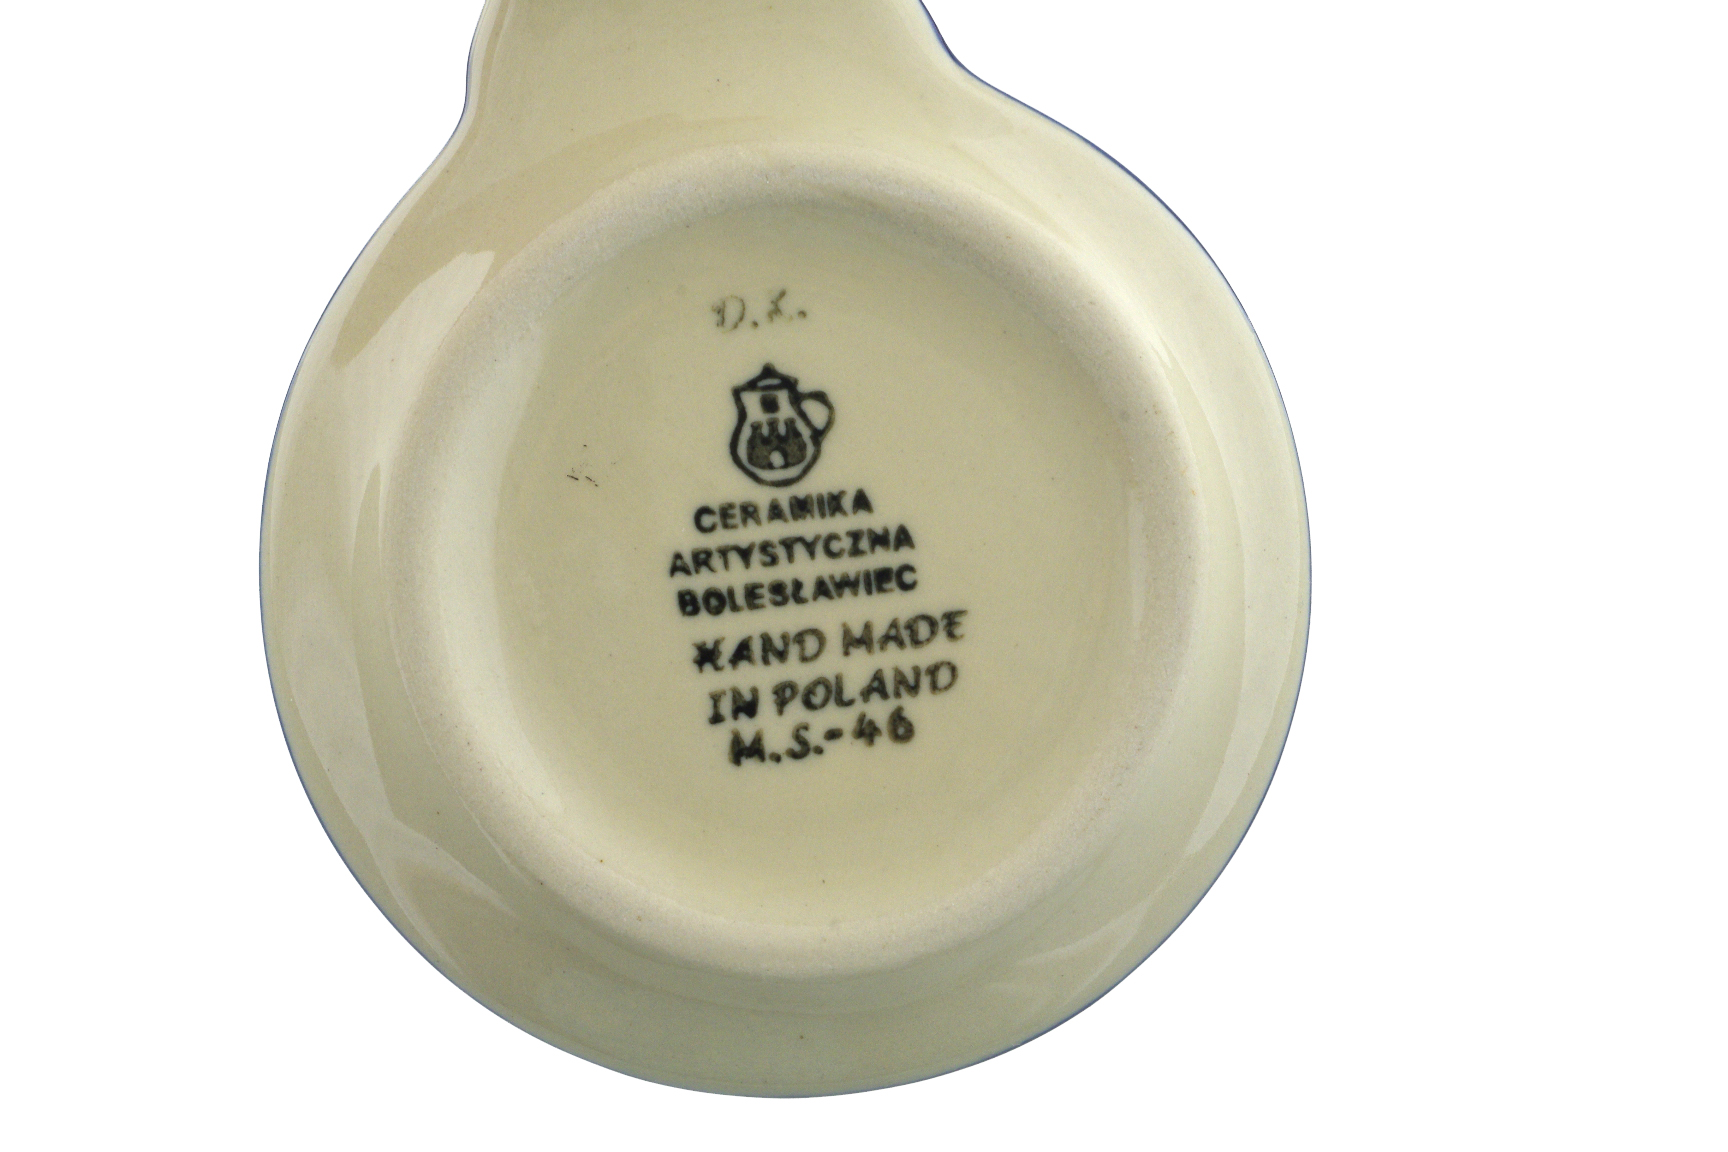 D.K.
CERAMIKA
ARTYSTYCZNA
BOLESŁAWIEC
HAND MADE
IN POLAND
M.S.-46